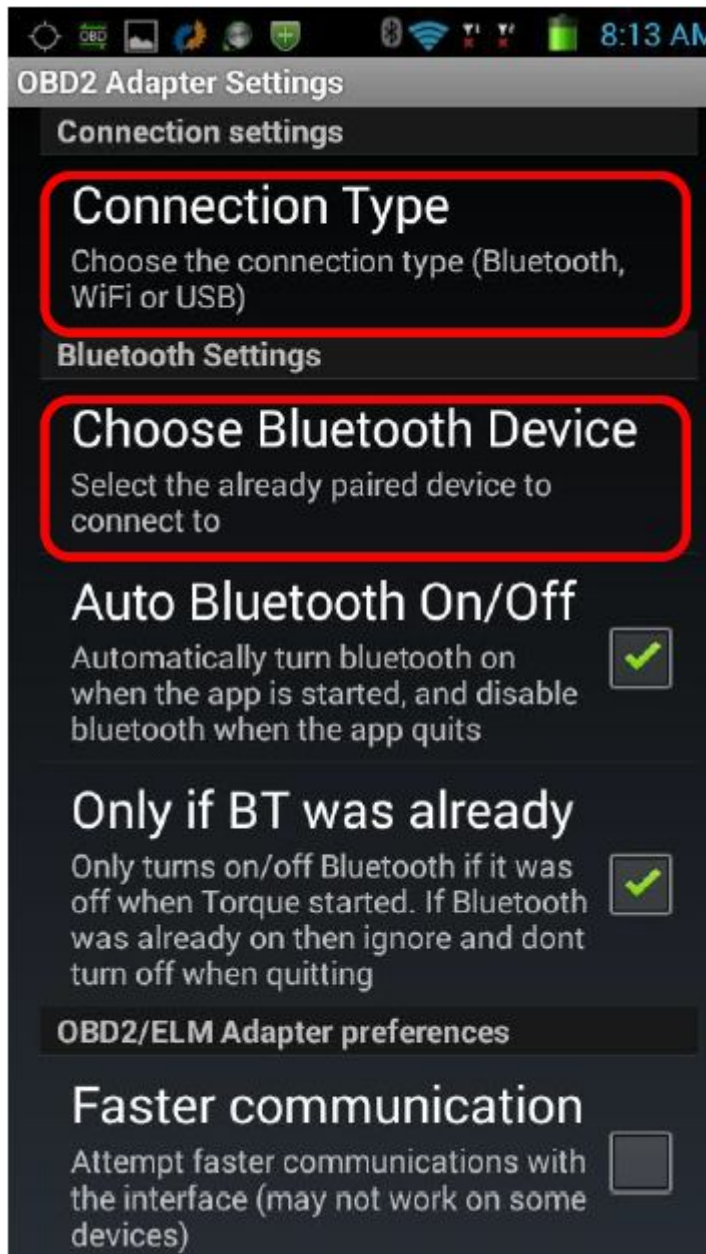 OBD
8:13 AM
OBD2 Adapter Settings
Connection settings
Connection Type
Choose the connection type (Bluetooth,
WiFi or USB)
Bluetooth Settings
Choose Bluetooth Device
Select the already paired device to
connect to
Auto Bluetooth On/Off
Automatically turn bluetooth on
when the app is started, and disable
bluetooth when the app quits
Only if BT was already
Only turns on/off Bluetooth if it was
off when Torque started. If Bluetooth
was already on then ignore and dont
turn off when quitting
OBD2/ELM Adapter preferences
Faster communication
Attempt faster communications with
the interface (may not work on some
devices)